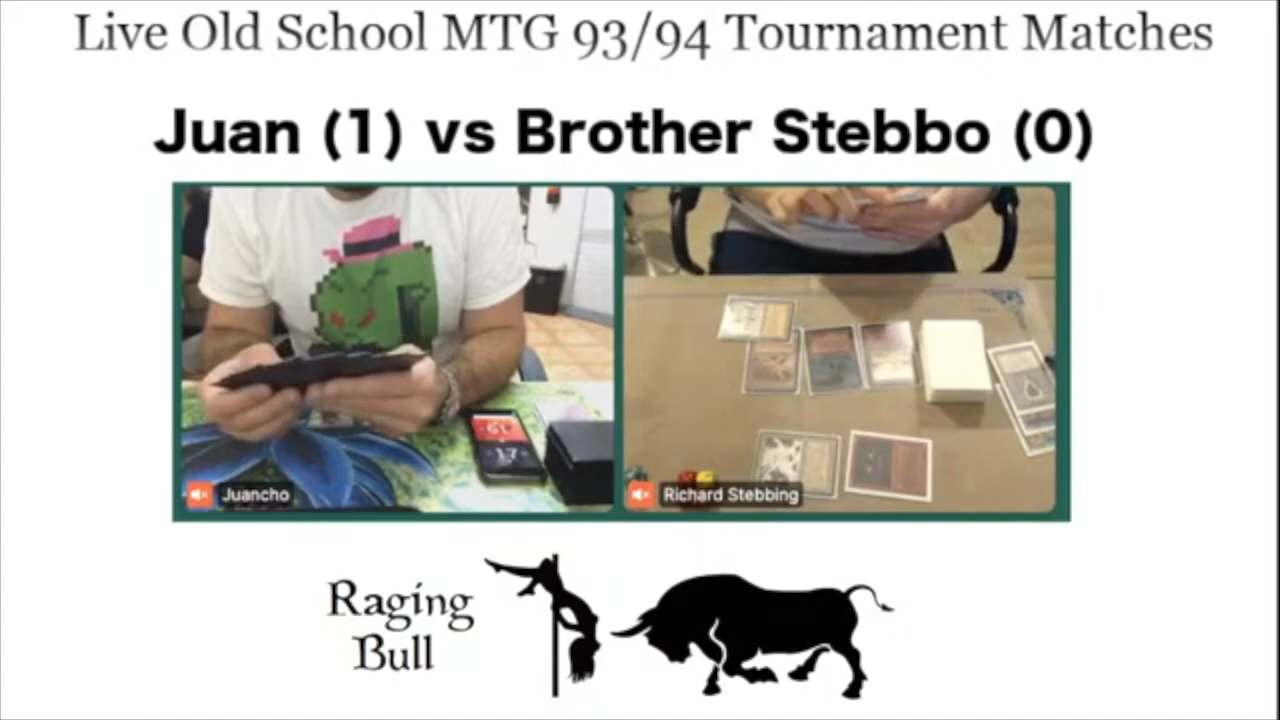 Live Old School MTG 93/94 Tournament Matches
Juan (1) vs Brother Stebbo (0)
Juancho
Richard Stebbing
Raging
Bull